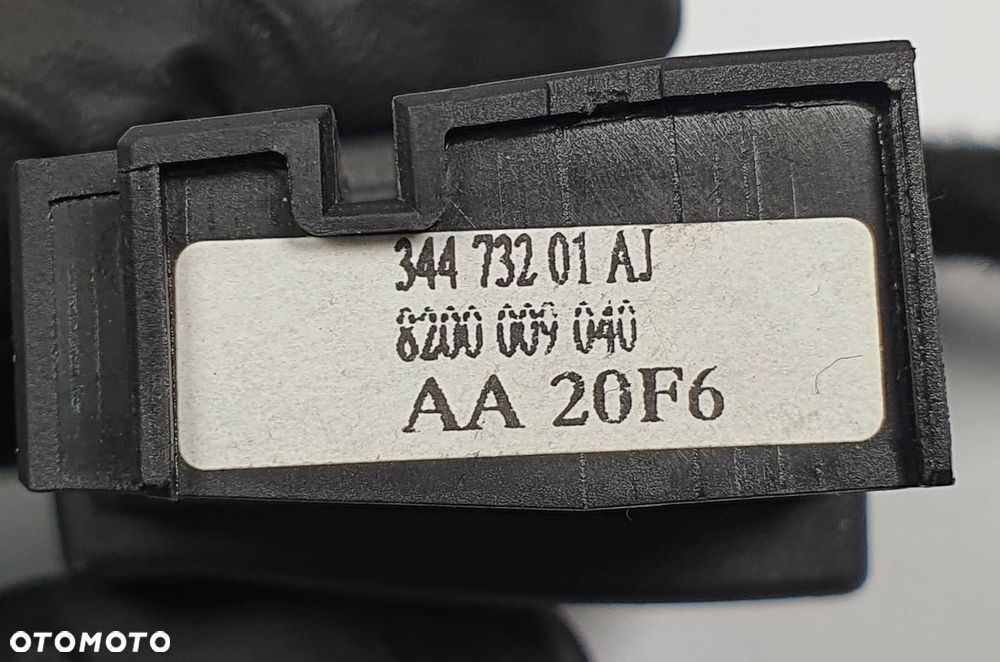 344 732 01 AJ
8200 009 040
AA 20F6
OTOMOTO